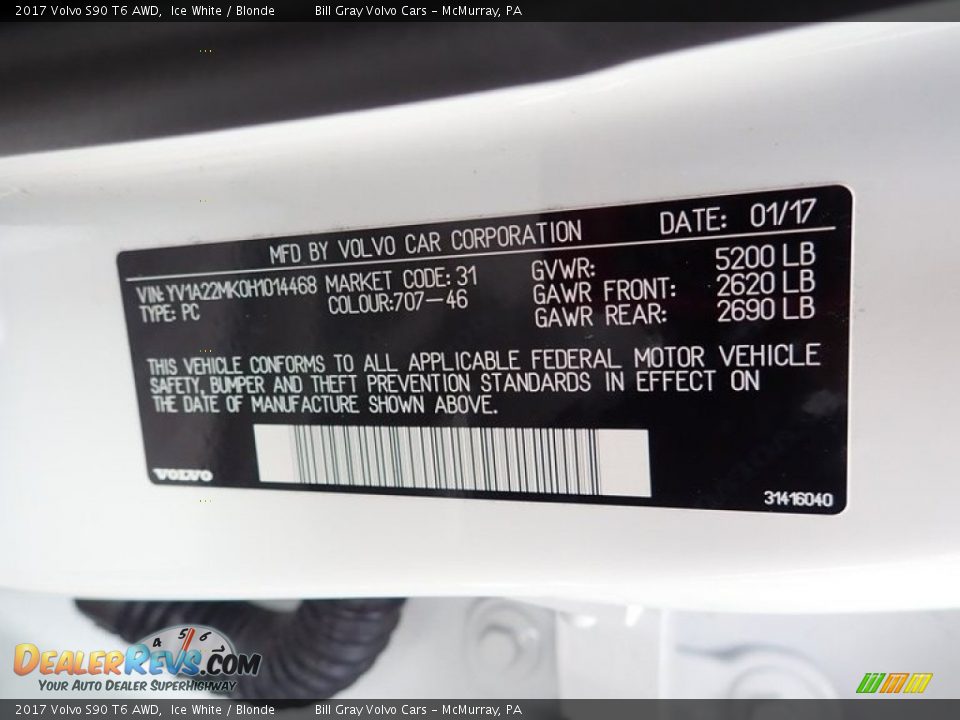 2017 Volvo S90 T6 AWD, Ice White / Blonde Bill Gray Volvo Cars - McMurray, PA
MFD BY VOLVO CAR CORPORATION DATE: 01/17
VIN: YV1A22MK0H1014468 MARKET CODE: 31 GVWR: 5200 LB
TYPE: PC COLOUR:707-46 GAWR FRONT: 2620 LB
GAWR REAR: 2690 LB
THIS VEHICLE CONFORMS TO ALL APPLICABLE FEDERAL MOTOR VEHICLE
SAFETY, BUMPER AND THEFT PREVENTION STANDARDS IN EFFECT ON
THE DATE OF MANUFACTURE SHOWN ABOVE.
VOLVO
31416040
4 5 6
DEALERREVS.COM
YOUR AUTO DEALER SUPERHIGHWAY
2017 Volvo S90 T6 AWD, Ice White / Blonde Bill Gray Volvo Cars - McMurray, PA